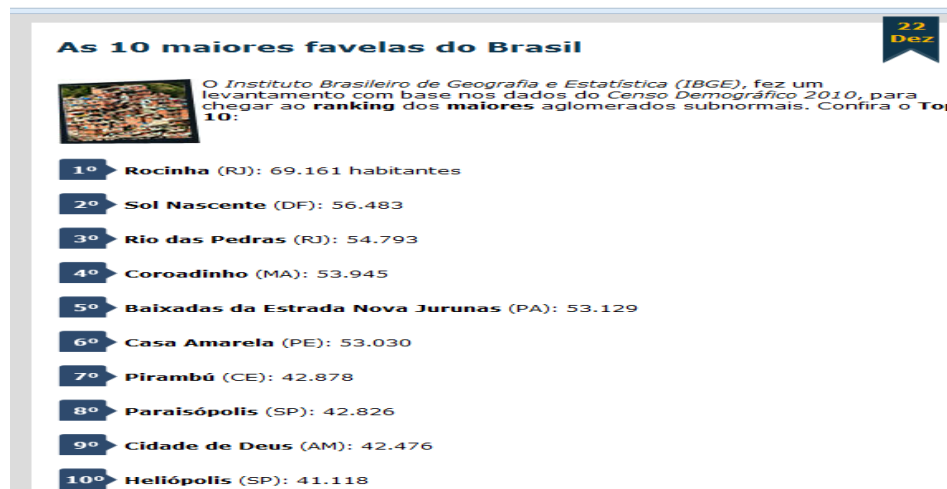 22
Dez
As 10 maiores favelas do Brasil
O Instituto Brasileiro de Geografia e Estatística (IBGE), fez um
levantamento com base nos dados do Censo Demográfico 2010, para
chegar ao ranking dos maiores aglomerados subnormais. Confira o To
10:
1º Rocinha (RJ): 69.161 habitantes
2º Sol Nascente (DF): 56.483
3º Rio das Pedras (RJ): 54.793
4º Coroadinho (MA): 53.945
5º Baixadas da Estrada Nova Jurunas (PA): 53.129
6º Casa Amarela (PE): 53.030
7º Pirambú (CE): 42.878
8º Paraisópolis (SP): 42.826
9º Cidade de Deus (AM): 42.476
10º Heliópolis (SP): 41.118